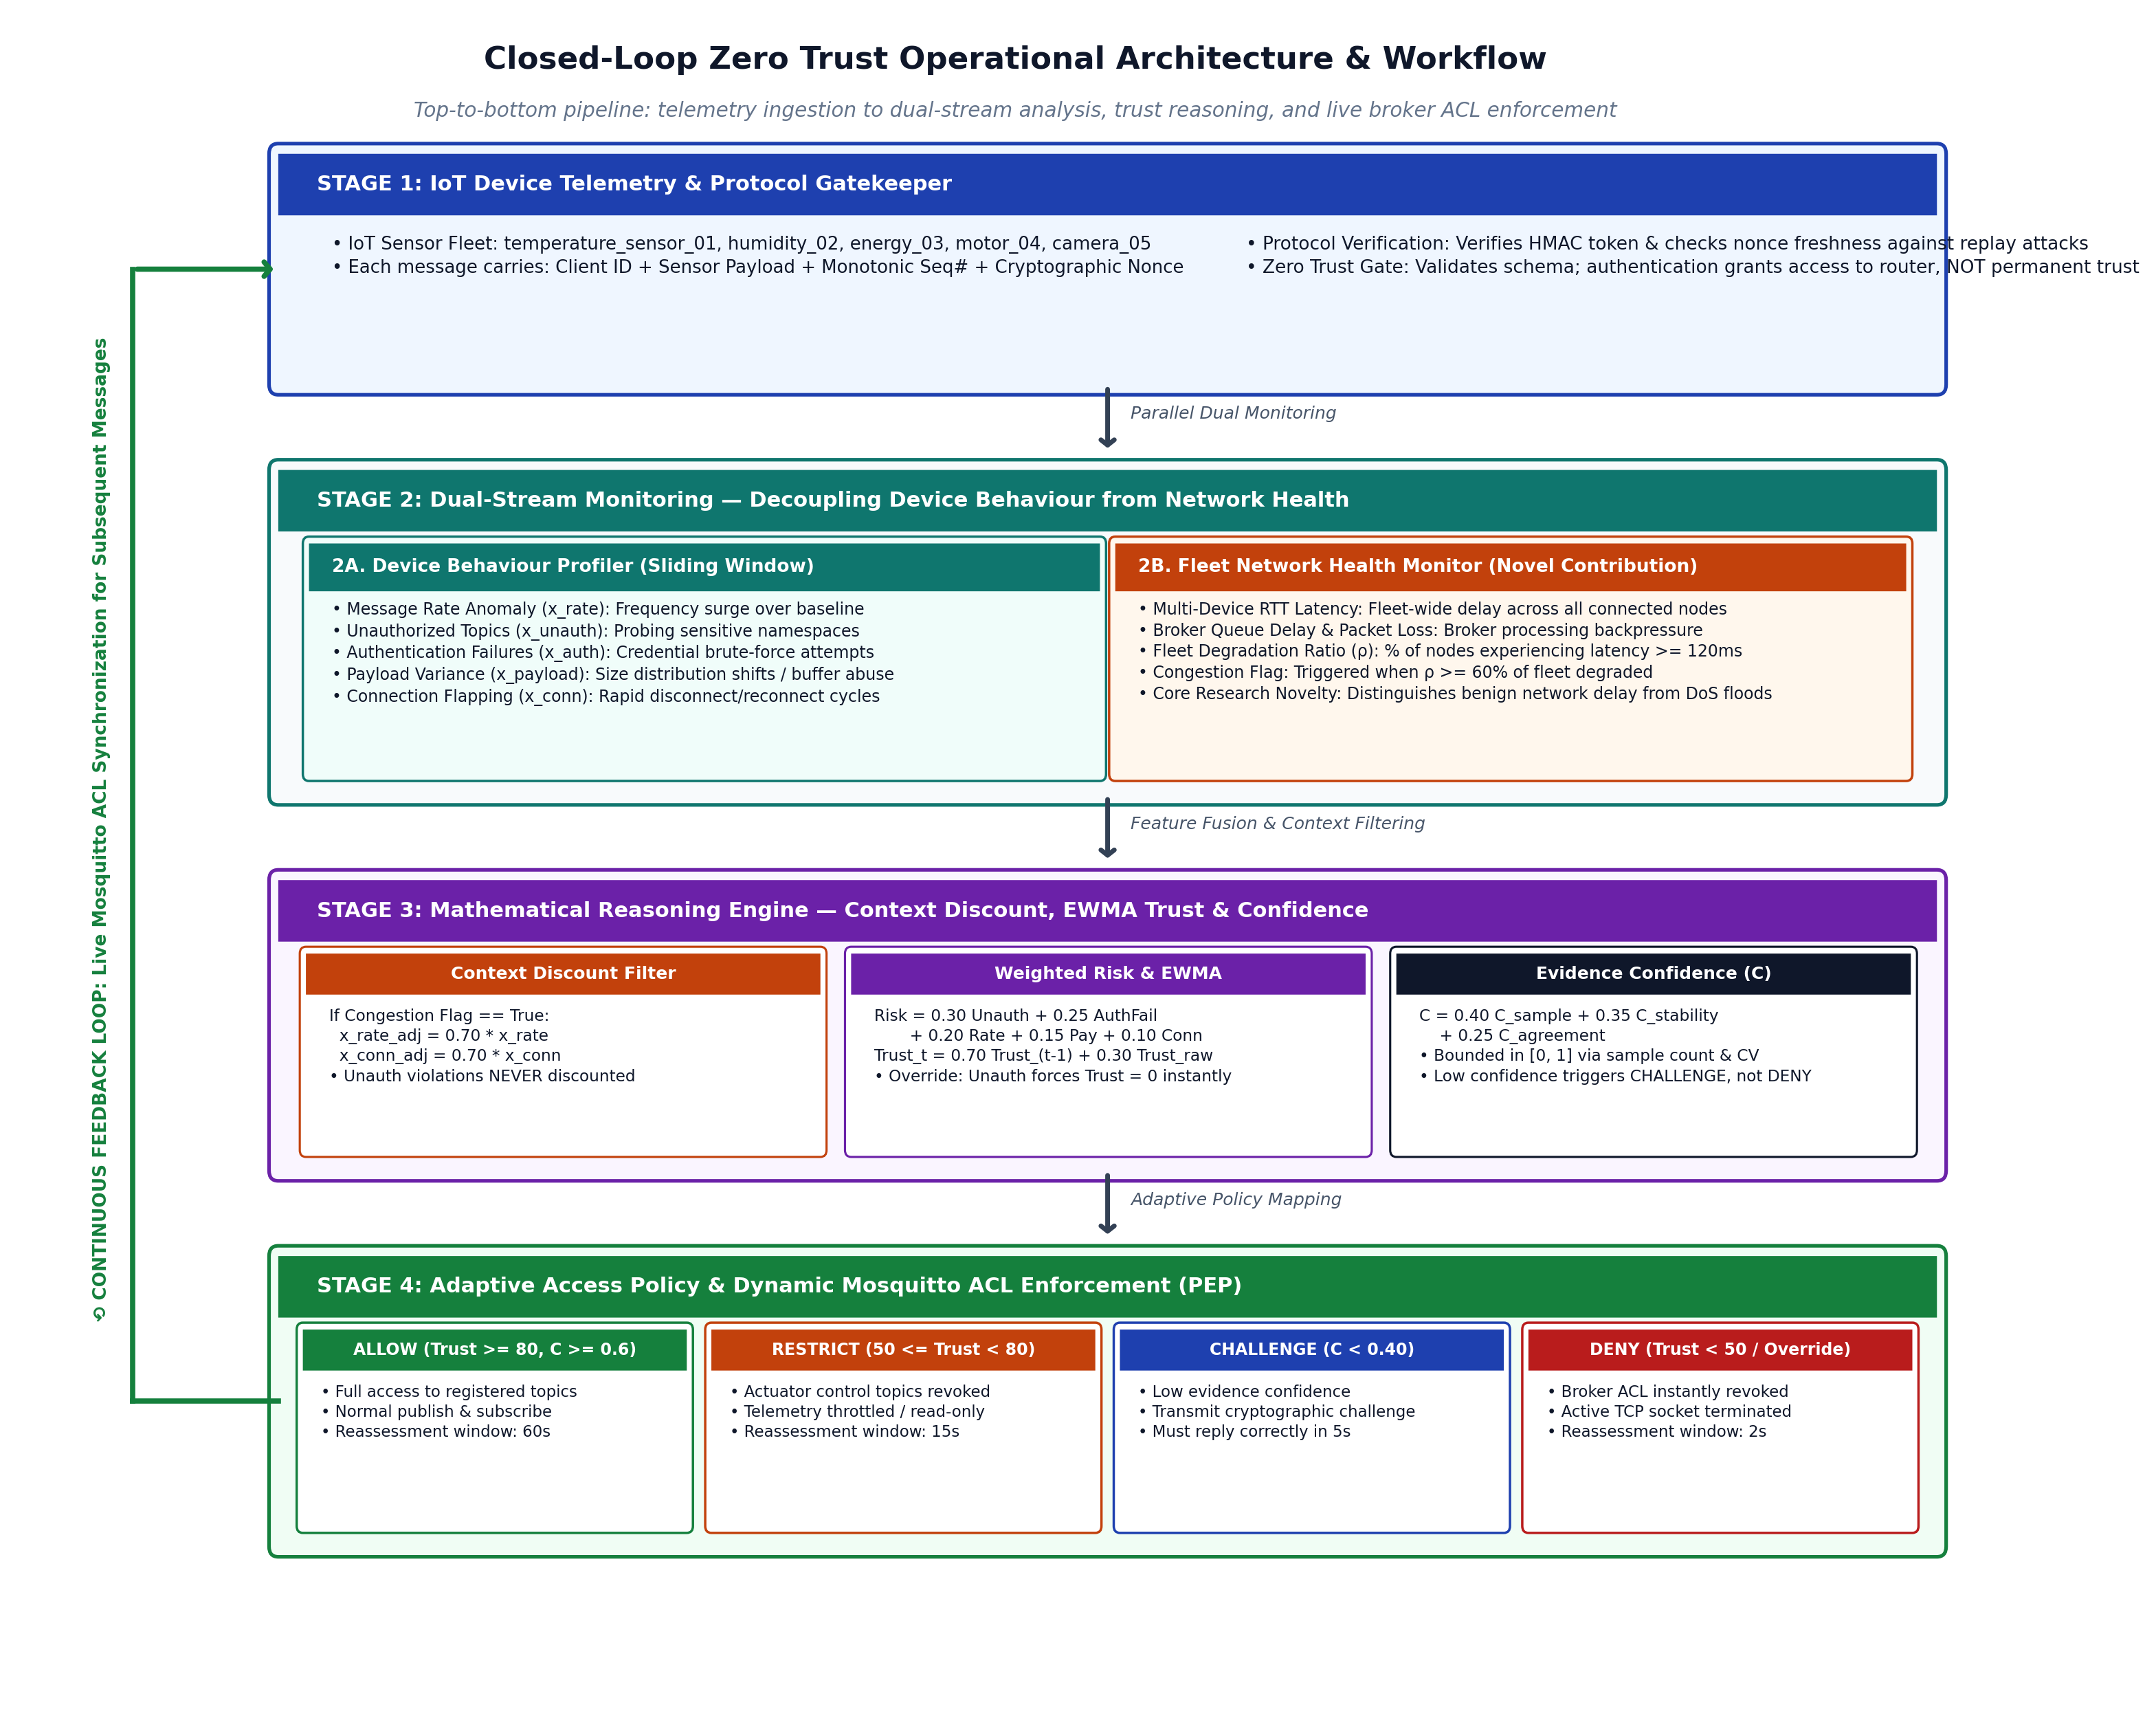 Closed-Loop Zero Trust Operational Architecture & Workflow
Top-to-bottom pipeline: telemetry ingestion to dual-stream analysis, trust reasoning, and live broker ACL enforcement
STAGE 1: IoT Device Telemetry & Protocol Gatekeeper
• IoT Sensor Fleet: temperature_sensor_01, humidity_02, energy_03, motor_04, camera_05
• Each message carries: Client ID + Sensor Payload + Monotonic Seq# + Cryptographic Nonce
• Protocol Verification: Verifies HMAC token & checks nonce freshness against replay attacks
• Zero Trust Gate: Validates schema; authentication grants access to router, NOT permanent trust
Parallel Dual Monitoring
STAGE 2: Dual-Stream Monitoring — Decoupling Device Behaviour from Network Health
2A. Device Behaviour Profiler (Sliding Window)
• Message Rate Anomaly (x_rate): Frequency surge over baseline
• Unauthorized Topics (x_unauth): Probing sensitive namespaces
• Authentication Failures (x_auth): Credential brute-force attempts
• Payload Variance (x_payload): Size distribution shifts / buffer abuse
• Connection Flapping (x_conn): Rapid disconnect/reconnect cycles
2B. Fleet Network Health Monitor (Novel Contribution)
• Multi-Device RTT Latency: Fleet-wide delay across all connected nodes
• Broker Queue Delay & Packet Loss: Broker processing backpressure
• Fleet Degradation Ratio (ρ): % of nodes experiencing latency >= 120ms
• Congestion Flag: Triggered when ρ >= 60% of fleet degraded
• Core Research Novelty: Distinguishes benign network delay from DoS floods
Feature Fusion & Context Filtering
STAGE 3: Mathematical Reasoning Engine — Context Discount, EWMA Trust & Confidence
Context Discount Filter
If Congestion Flag == True:
x_rate_adj = 0.70 * x_rate
x_conn_adj = 0.70 * x_conn
• Unauth violations NEVER discounted
Weighted Risk & EWMA
Risk = 0.30 Unauth + 0.25 AuthFail
+ 0.20 Rate + 0.15 Pay + 0.10 Conn
Trust_t = 0.70 Trust_(t-1) + 0.30 Trust_raw
• Override: Unauth forces Trust = 0 instantly
Evidence Confidence (C)
C = 0.40 C_sample + 0.35 C_stability
+ 0.25 C_agreement
• Bounded in [0, 1] via sample count & CV
• Low confidence triggers CHALLENGE, not DENY
Adaptive Policy Mapping
STAGE 4: Adaptive Access Policy & Dynamic Mosquitto ACL Enforcement (PEP)
ALLOW (Trust >= 80, C >= 0.6)
• Full access to registered topics
• Normal publish & subscribe
• Reassessment window: 60s
RESTRICT (50 <= Trust < 80)
• Actuator control topics revoked
• Telemetry throttled / read-only
• Reassessment window: 15s
CHALLENGE (C < 0.40)
• Low evidence confidence
• Transmit cryptographic challenge
• Must reply correctly in 5s
DENY (Trust < 50 / Override)
• Broker ACL instantly revoked
• Active TCP socket terminated
• Reassessment window: 2s
⟲ CONTINUOUS FEEDBACK LOOP: Live Mosquitto ACL Synchronization for Subsequent Messages